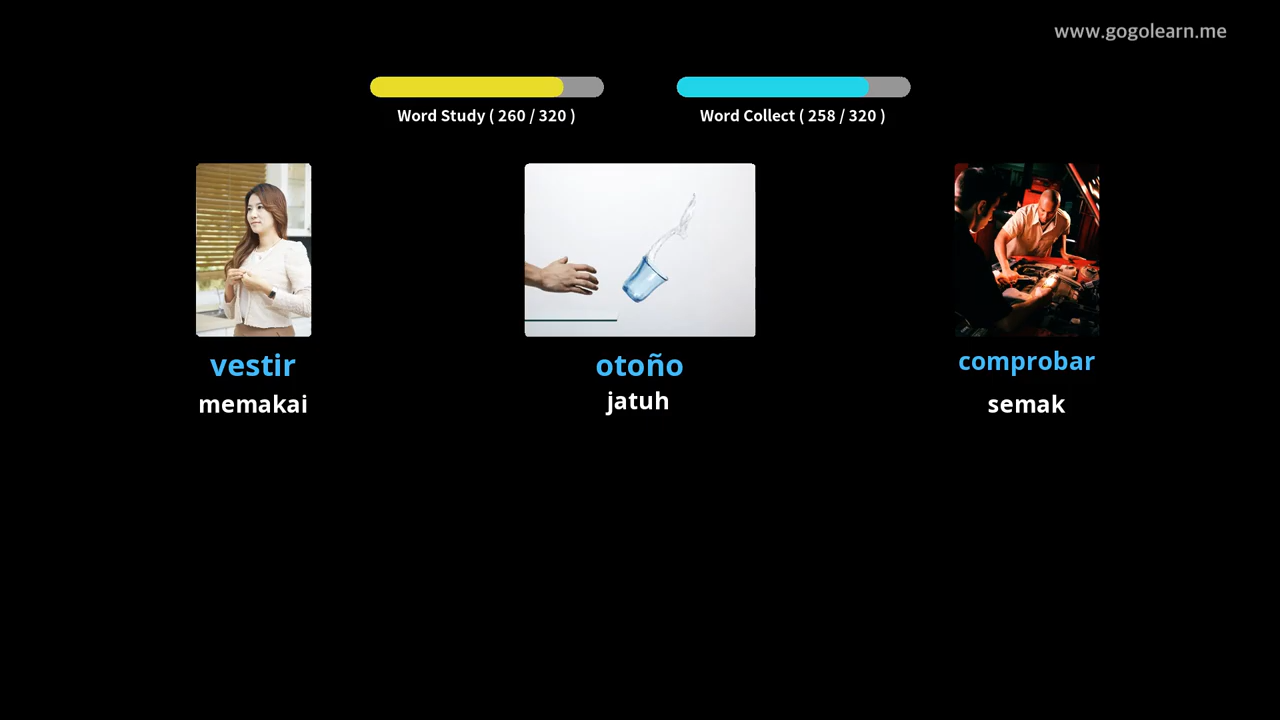 www.gogolearn.me
Word Study ( 260 / 320 )
Word Collect ( 258 / 320 )
vestir
memakai
otoño
jatuh
comprobar
semak